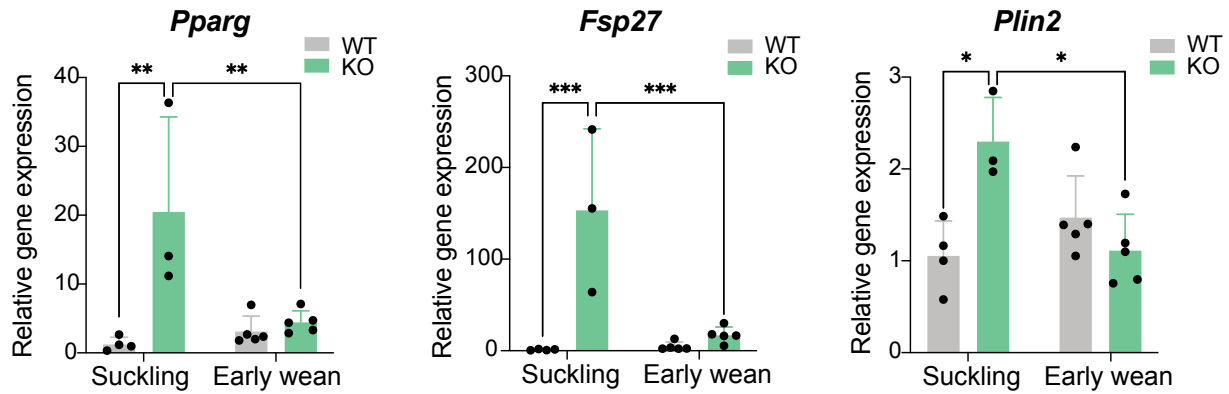 Pparg
WT
KO
**
**
40
30
20
10
0
Relative gene expression
Suckling
Early wean
Fsp27
WT
KO
***
***
300
200
100
0
Relative gene expression
Suckling
Early wean
Plin2
WT
KO
*
*
3
2
1
0
Relative gene expression
Suckling
Early wean